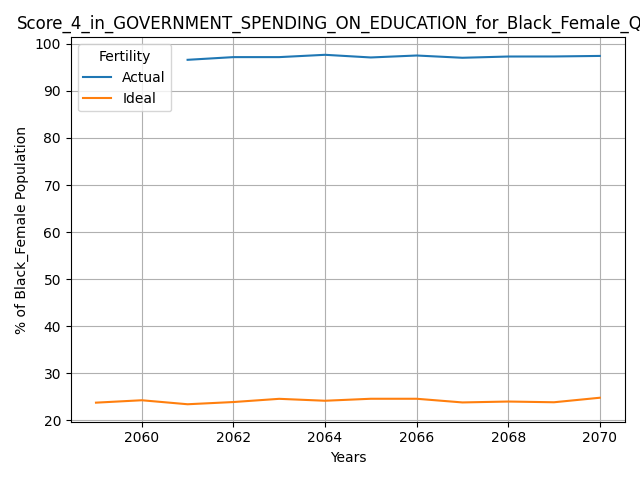 Score_4_in_GOVERNMENT_SPENDING_ON_EDUCATION_for_Black_Female_Q
Fertility
Actual
Ideal
100
90
80
70
60
50
40
30
20
% of Black_Female Population
2060 2062 2064 2066 2068 2070
Years